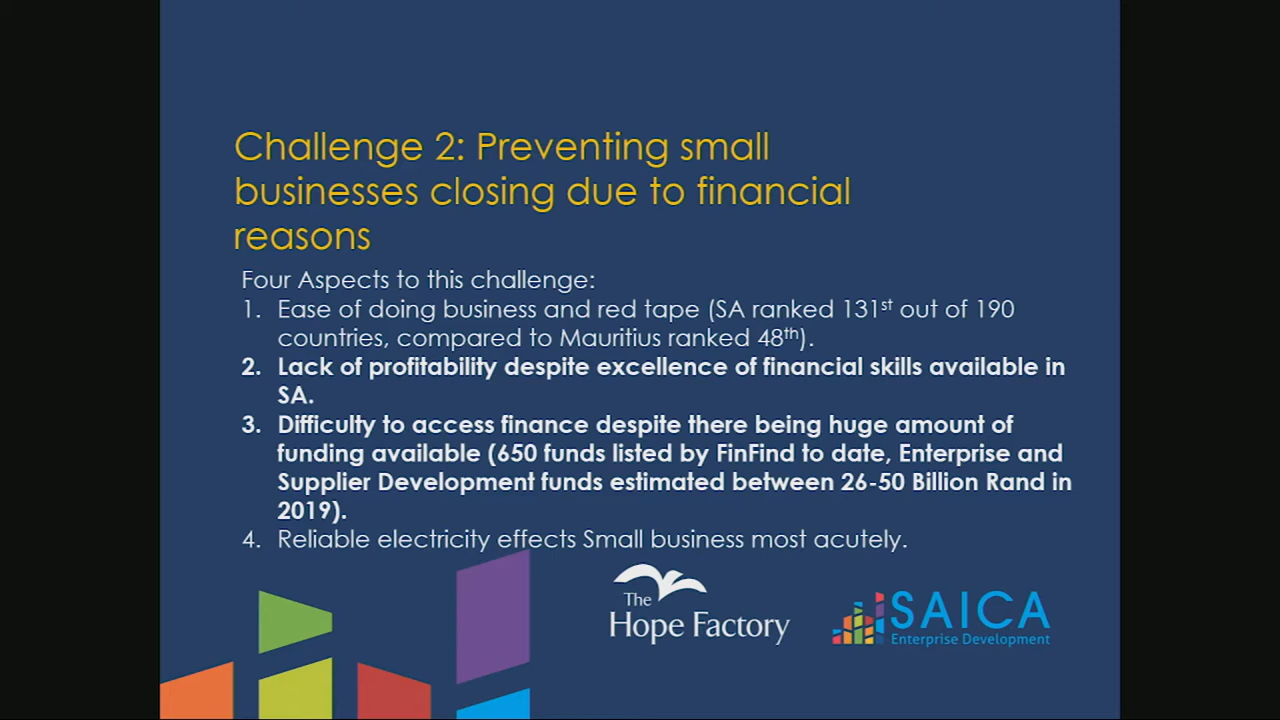 Challenge 2: Preventing small
businesses closing due to financial
reasons
Four Aspects to this challenge:
1. Ease of doing business and red tape (SA ranked 131st out of 190
countries, compared to Mauritius ranked 48th).
2. Lack of profitability despite excellence of financial skills available in
SA.
3. Difficulty to access finance despite there being huge amount of
funding available (650 funds listed by FinFind to date, Enterprise and
Supplier Development funds estimated between 26-50 Billion Rand in
2019).
4. Reliable electricity effects Small business most acutely.
The
Hope Factory
SAICA
Enterprise Development